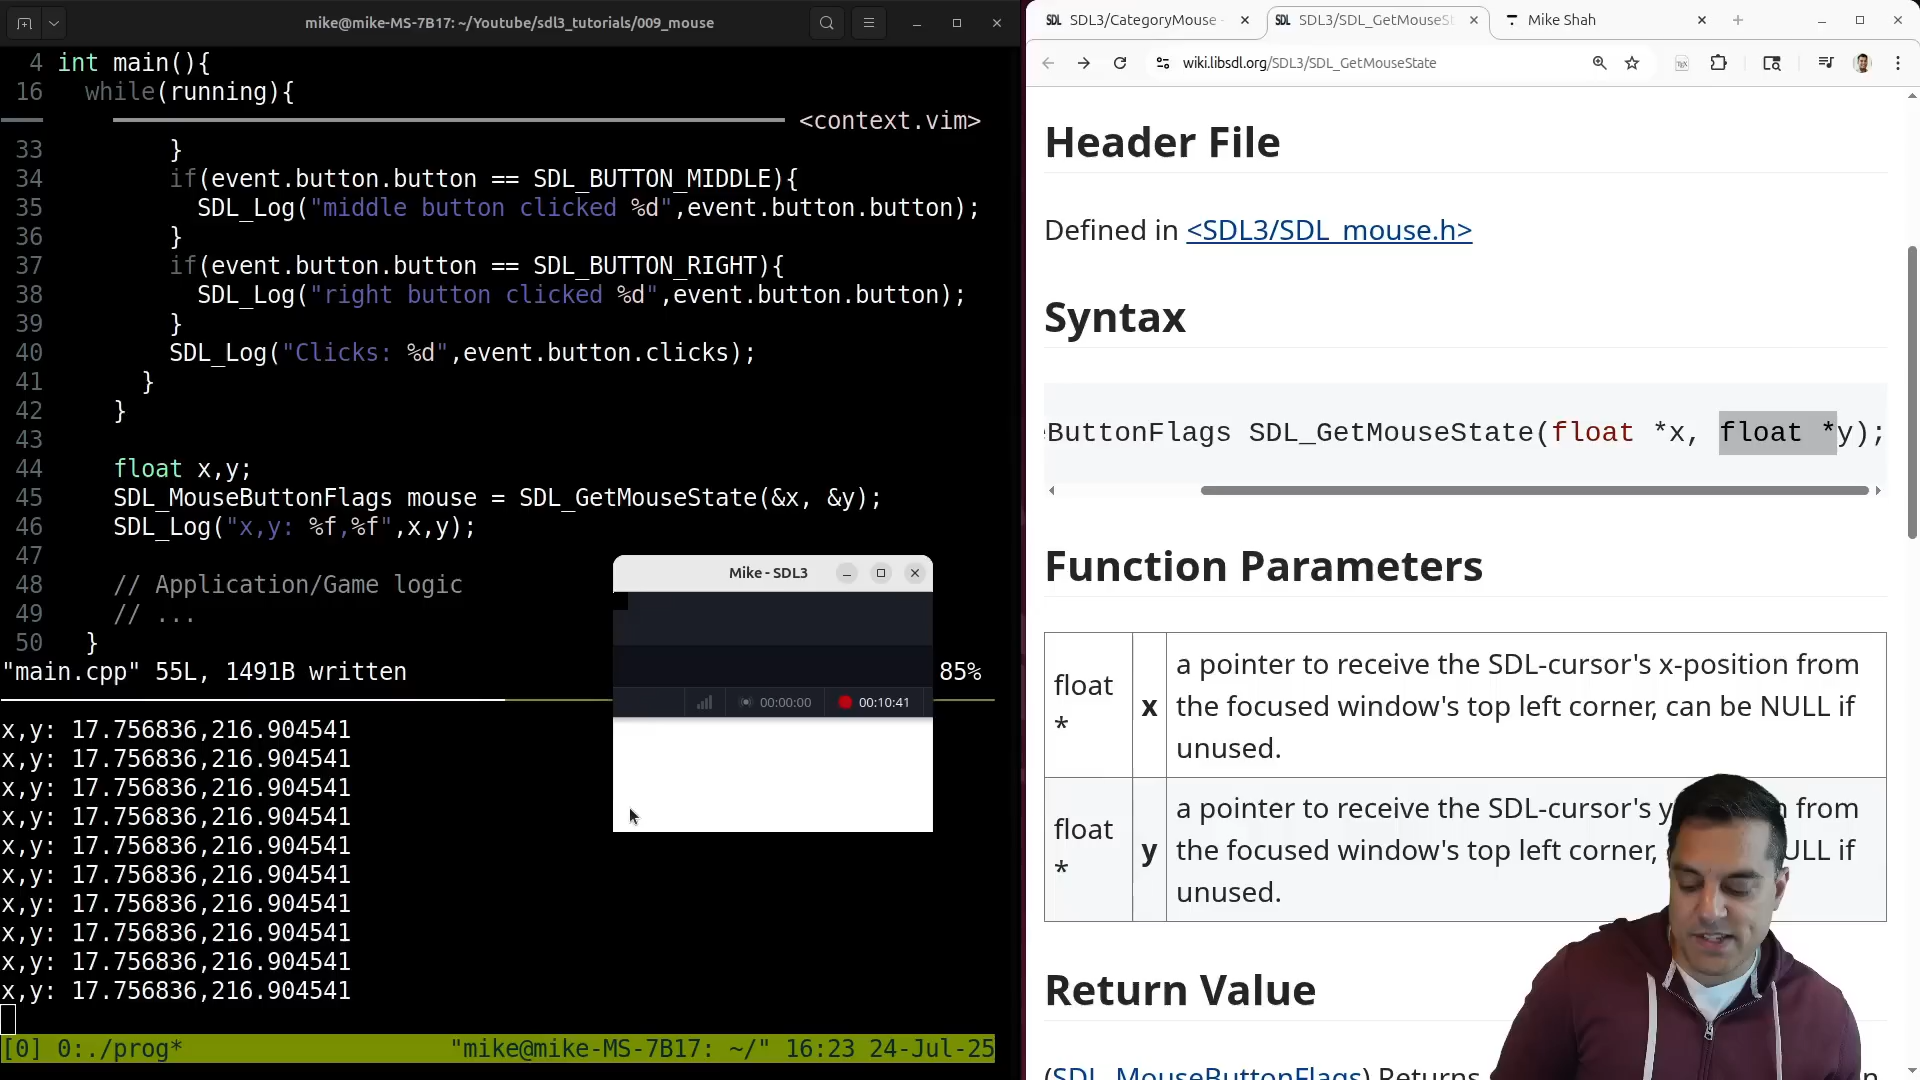 mike@mike-MS-7B17: ~/Youtube/sdl3_tutorials/009_mouse
4 int main(){
16 while(running){
<context.vim>
33 }
34 if(event.button.button == SDL_BUTTON_MIDDLE){
35 SDL_Log("middle button clicked %d",event.button.button);
36 }
37 if(event.button.button == SDL_BUTTON_RIGHT){
38 SDL_Log("right button clicked %d",event.button.button);
39 }
40 SDL_Log("Clicks: %d",event.button.clicks);
41 }
42 }
43
44 float x,y;
45 SDL_MouseButtonFlags mouse = SDL_GetMouseState(&x, &y);
46 SDL_Log("x,y: %f,%f",x,y);
47
48 // Application/Game logic
49 // ...
50 }
"main.cpp" 55L, 1491B written 85%
Mike - SDL3
00:00:00 00:10:41
x,y: 17.756836,216.904541
x,y: 17.756836,216.904541
x,y: 17.756836,216.904541
x,y: 17.756836,216.904541
x,y: 17.756836,216.904541
x,y: 17.756836,216.904541
x,y: 17.756836,216.904541
x,y: 17.756836,216.904541
x,y: 17.756836,216.904541
x,y: 17.756836,216.904541
[0] 0:./prog* "mike@mike-MS-7B17: ~/" 16:23 24-Jul-25
SDL SDL3/CategoryMouse - SDL SDL3/SDL_GetMouseSt Mike Shah
wiki.libsdl.org/SDL3/SDL_GetMouseState
Header File
Defined in <SDL3/SDL_mouse.h>
Syntax
ButtonFlags SDL_GetMouseState(float *x, float *y);
Function Parameters
float * x a pointer to receive the SDL-cursor's x-position from
the focused window's top left corner, can be NULL if
unused.
float * y a pointer to receive the SDL-cursor's y from
the focused window's top left corner, ULL if
unused.
Return Value
(SDL_MouseButtonFlags) Returns